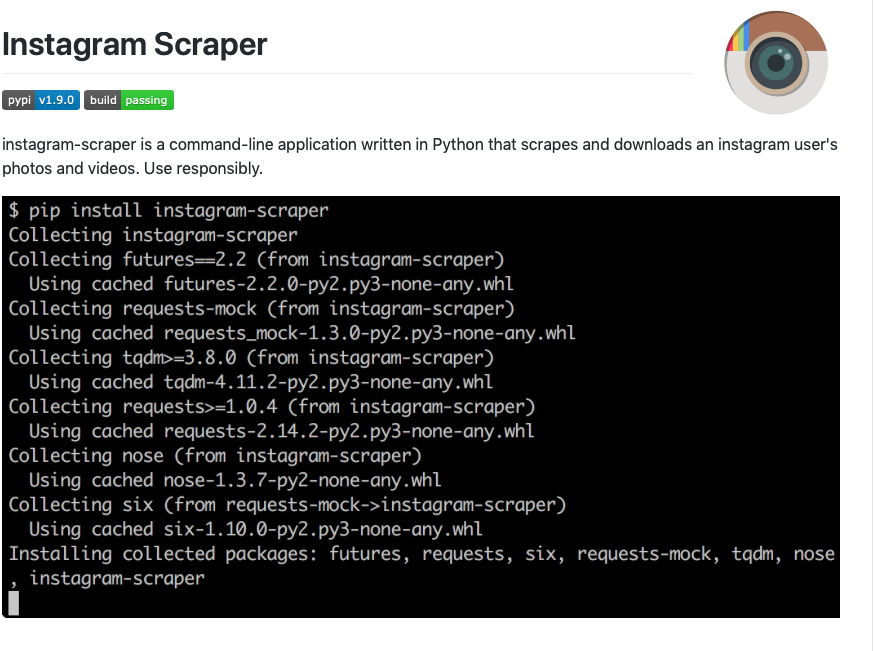 Instagram Scraper
pypi v1.9.0 build passing
instagram-scraper is a command-line application written in Python that scrapes and downloads an instagram user's
photos and videos. Use responsibly.
$ pip install instagram-scraper
Collecting instagram-scraper
Collecting futures==2.2 (from instagram-scraper)
  Using cached futures-2.2.0-py2.py3-none-any.whl
Collecting requests-mock (from instagram-scraper)
  Using cached requests_mock-1.3.0-py2.py3-none-any.whl
Collecting tqdm>=3.8.0 (from instagram-scraper)
  Using cached tqdm-4.11.2-py2.py3-none-any.whl
Collecting requests>=1.0.4 (from instagram-scraper)
  Using cached requests-2.14.2-py2.py3-none-any.whl
Collecting nose (from instagram-scraper)
  Using cached nose-1.3.7-py2-none-any.whl
Collecting six (from requests-mock->instagram-scraper)
  Using cached six-1.10.0-py2.py3-none-any.whl
Installing collected packages: futures, requests, six, requests-mock, tqdm, nose
, instagram-scraper